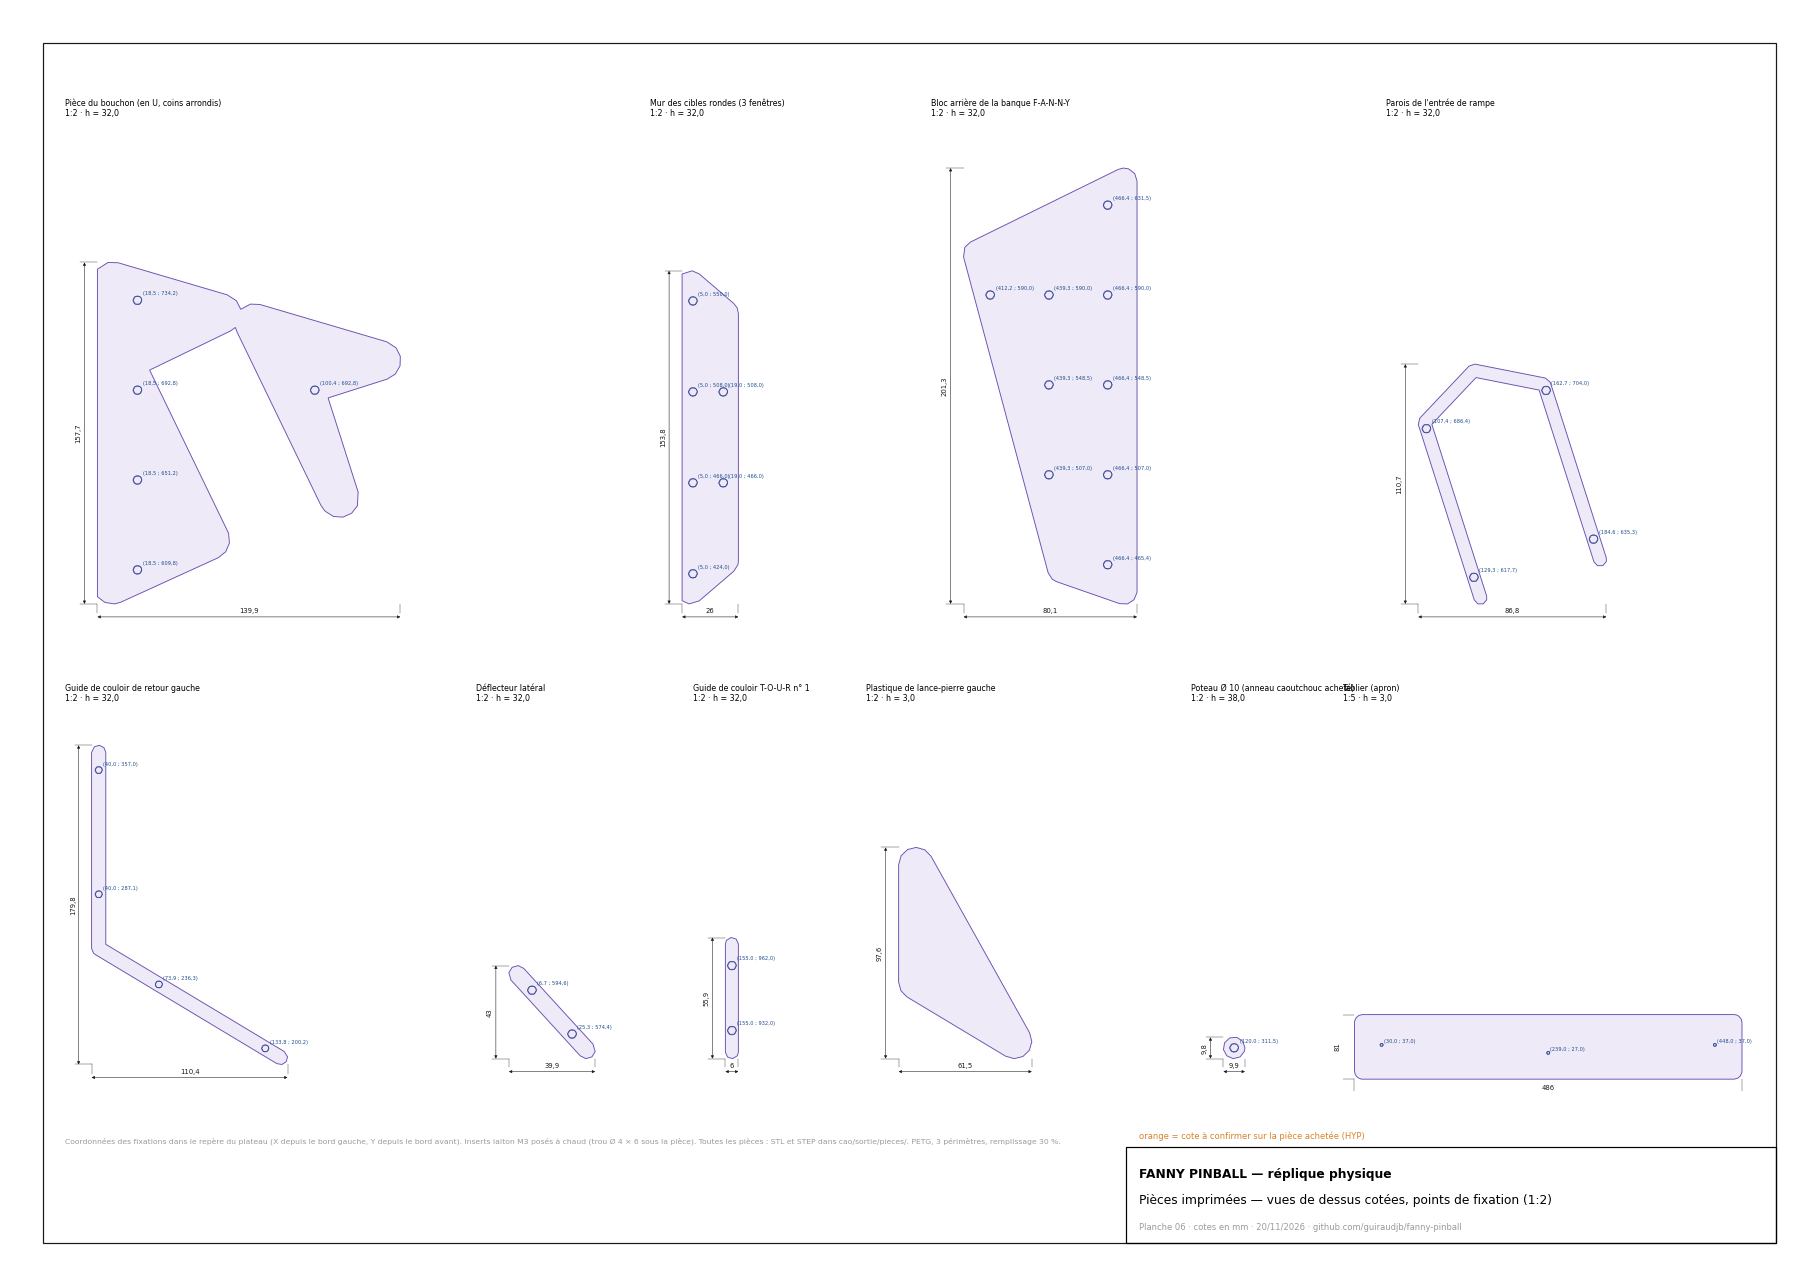 Pièce du bouchon (en U, coins arrondis)
1:2 · h = 32,0
Mur des cibles rondes (3 fenêtres)
1:2 · h = 32,0
Bloc arrière de la banque F-A-N-N-Y
1:2 · h = 32,0
Parois de l'entrée de rampe
1:2 · h = 32,0
(18.5 ; 734.2)
(18.5 ; 692.8)
(100.4 ; 692.8)
(18.5 ; 651.2)
(18.5 ; 609.8)
157,7
139,9
(5.0 ; 550.0)
(5.0 ; 508.0)
(19.0 ; 508.0)
(5.0 ; 466.0)
(19.0 ; 466.0)
(5.0 ; 424.0)
153,8
26
(466.4 ; 631.5)
(412.2 ; 590.0)
(439.3 ; 590.0)
(466.4 ; 590.0)
(439.3 ; 548.5)
(466.4 ; 548.5)
(439.3 ; 507.0)
(466.4 ; 507.0)
(466.4 ; 465.4)
201,3
80,1
(162.7 ; 704.0)
(107.4 ; 686.4)
(184.6 ; 635.3)
(129.3 ; 617.7)
110,7
86,8
Guide de couloir de retour gauche
1:2 · h = 32,0
Déflecteur latéral
1:2 · h = 32,0
Guide de couloir T-O-U-R n° 1
1:2 · h = 32,0
Plastique de lance-pierre gauche
1:2 · h = 3,0
Poteau Ø 10 (anneau caoutchouc acheté)
1:2 · h = 38,0
Tablier (apron)
1:5 · h = 3,0
(40.0 ; 357.0)
(40.0 ; 287.1)
(73.9 ; 236.3)
(133.8 ; 200.2)
179,8
110,4
(6.7 ; 594.6)
(25.3 ; 574.4)
43
39,9
(155.0 ; 962.0)
(155.0 ; 932.0)
55,9
6
97,6
61,5
(120.0 ; 311.5)
9,8
9,9
(30.0 ; 37.0)
(239.0 ; 27.0)
(448.0 ; 37.0)
81
486
Coordonnées des fixations dans le repère du plateau (X depuis le bord gauche, Y depuis le bord avant). Inserts laiton M3 posés à chaud (trou Ø 4 × 6 sous la pièce). Toutes les pièces : STL et STEP dans cao/sortie/pieces/. PETG, 3 périmètres, remplissage 30 %.
orange = cote à confirmer sur la pièce achetée (HYP)
FANNY PINBALL — réplique physique
Pièces imprimées — vues de dessus cotées, points de fixation (1:2)
Planche 06 · cotes en mm · 20/11/2026 · github.com/guiraudjb/fanny-pinball